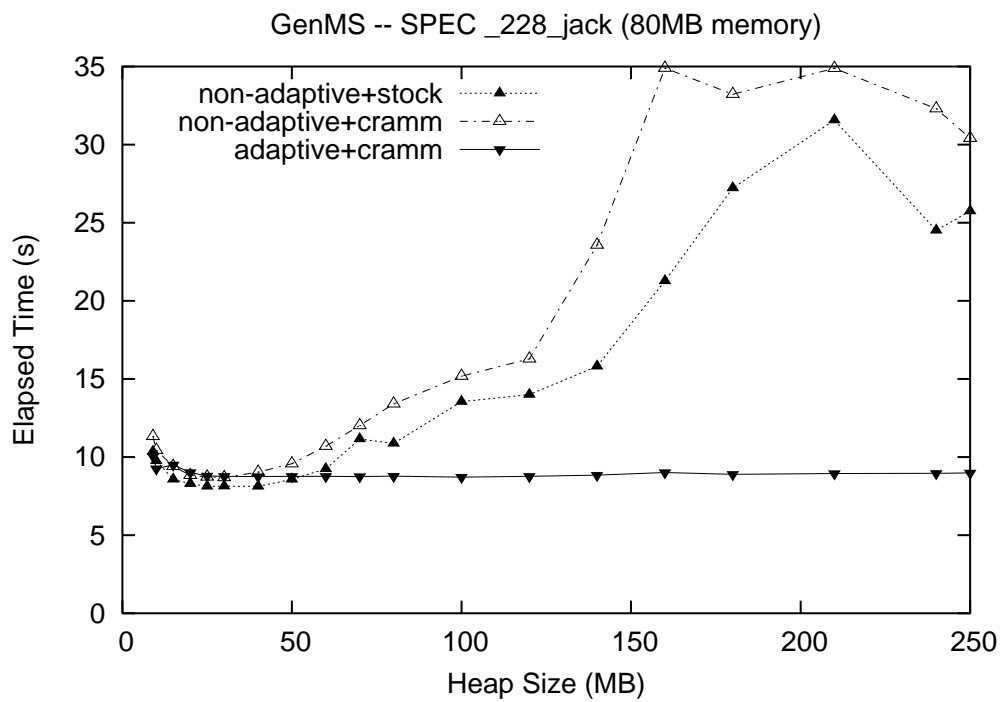 GenMS -- SPEC _228_jack (80MB memory)
35
30
25
20
15
10
5
0
Elapsed Time (s)
non-adaptive+stock
non-adaptive+cramm
adaptive+cramm
0 50 100 150 200 250
Heap Size (MB)